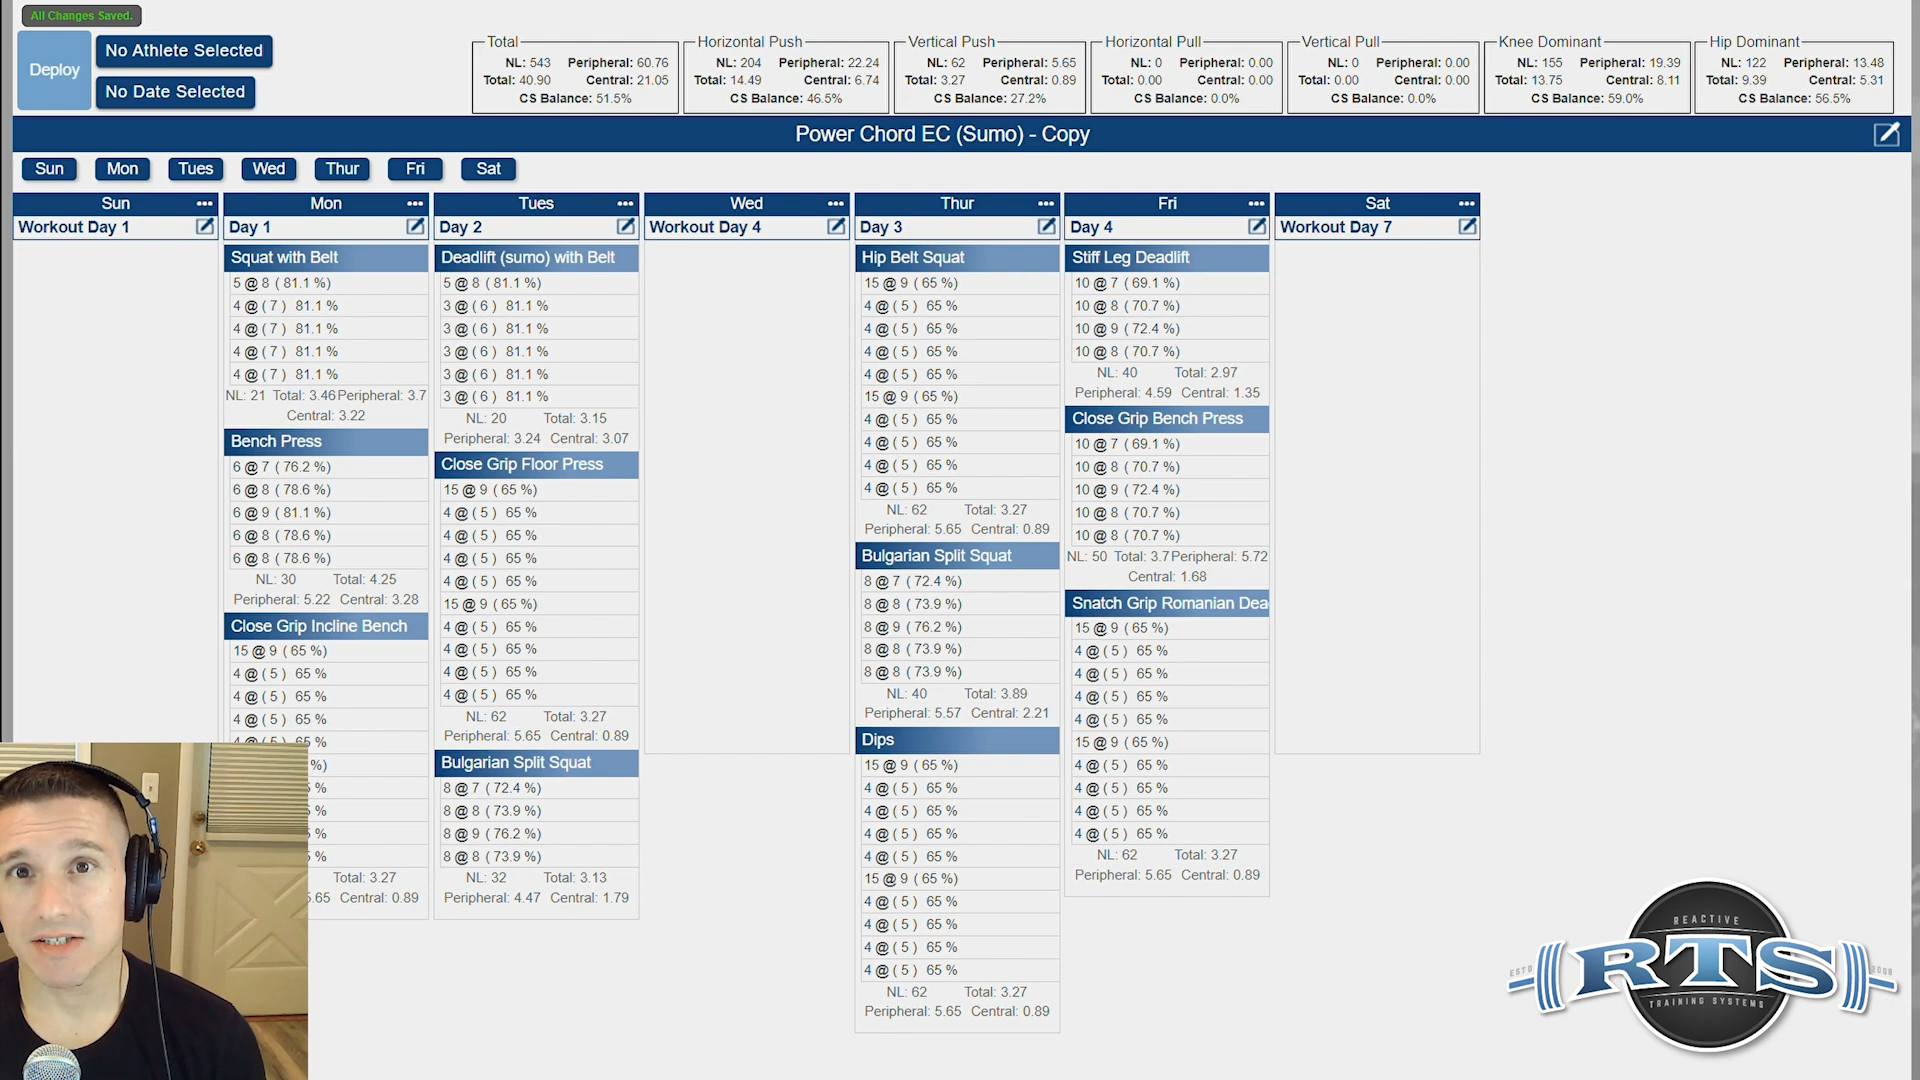 All Changes Saved.
Deploy
No Athlete Selected
No Date Selected
Total
NL: 543 Peripheral: 60.76
Total: 40.90 Central: 21.05
CS Balance: 51.5%
Horizontal Push
NL: 204 Peripheral: 22.24
Total: 14.49 Central: 6.74
CS Balance: 46.5%
Vertical Push
NL: 62 Peripheral: 5.65
Total: 3.27 Central: 0.89
CS Balance: 27.2%
Horizontal Pull
NL: 0 Peripheral: 0.00
Total: 0.00 Central: 0.00
CS Balance: 0.0%
Vertical Pull
NL: 0 Peripheral: 0.00
Total: 0.00 Central: 0.00
CS Balance: 0.0%
Knee Dominant
NL: 155 Peripheral: 19.39
Total: 13.75 Central: 8.11
CS Balance: 59.0%
Hip Dominant
NL: 122 Peripheral: 13.48
Total: 9.39 Central: 5.31
CS Balance: 56.5%
Power Chord EC (Sumo) - Copy
Sun Mon Tues Wed Thur Fri Sat
Sun
Workout Day 1
Mon
Day 1
Squat with Belt
5 @ 8 ( 81.1 %)
4 @ ( 7 ) 81.1 %
4 @ ( 7 ) 81.1 %
4 @ ( 7 ) 81.1 %
4 @ ( 7 ) 81.1 %
NL: 21 Total: 3.46 Peripheral: 3.7
Central: 3.22
Bench Press
6 @ 7 ( 76.2 %)
6 @ 8 ( 78.6 %)
6 @ 9 ( 81.1 %)
6 @ 8 ( 78.6 %)
6 @ 8 ( 78.6 %)
NL: 30 Total: 4.25
Peripheral: 5.22 Central: 3.28
Close Grip Incline Bench
15 @ 9 ( 65 %)
4 @ ( 5 ) 65 %
4 @ ( 5 ) 65 %
4 @ ( 5 ) 65 %
4 @ ( 5 ) 65 %
%)
%
%
%
%
Total: 3.27
5.65 Central: 0.89
Tues
Day 2
Deadlift (sumo) with Belt
5 @ 8 ( 81.1 %)
3 @ ( 6 ) 81.1 %
3 @ ( 6 ) 81.1 %
3 @ ( 6 ) 81.1 %
3 @ ( 6 ) 81.1 %
3 @ ( 6 ) 81.1 %
NL: 20 Total: 3.15
Peripheral: 3.24 Central: 3.07
Close Grip Floor Press
15 @ 9 ( 65 %)
4 @ ( 5 ) 65 %
4 @ ( 5 ) 65 %
4 @ ( 5 ) 65 %
4 @ ( 5 ) 65 %
15 @ 9 ( 65 %)
4 @ ( 5 ) 65 %
4 @ ( 5 ) 65 %
4 @ ( 5 ) 65 %
4 @ ( 5 ) 65 %
NL: 62 Total: 3.27
Peripheral: 5.65 Central: 0.89
Bulgarian Split Squat
8 @ 7 ( 72.4 %)
8 @ 8 ( 73.9 %)
8 @ 9 ( 76.2 %)
8 @ 8 ( 73.9 %)
NL: 32 Total: 3.13
Peripheral: 4.47 Central: 1.79
Wed
Workout Day 4
Thur
Day 3
Hip Belt Squat
15 @ 9 ( 65 %)
4 @ ( 5 ) 65 %
4 @ ( 5 ) 65 %
4 @ ( 5 ) 65 %
4 @ ( 5 ) 65 %
15 @ 9 ( 65 %)
4 @ ( 5 ) 65 %
4 @ ( 5 ) 65 %
4 @ ( 5 ) 65 %
4 @ ( 5 ) 65 %
NL: 62 Total: 3.27
Peripheral: 5.65 Central: 0.89
Bulgarian Split Squat
8 @ 7 ( 72.4 %)
8 @ 8 ( 73.9 %)
8 @ 9 ( 76.2 %)
8 @ 8 ( 73.9 %)
8 @ 8 ( 73.9 %)
NL: 40 Total: 3.89
Peripheral: 5.57 Central: 2.21
Dips
15 @ 9 ( 65 %)
4 @ ( 5 ) 65 %
4 @ ( 5 ) 65 %
4 @ ( 5 ) 65 %
4 @ ( 5 ) 65 %
15 @ 9 ( 65 %)
4 @ ( 5 ) 65 %
4 @ ( 5 ) 65 %
4 @ ( 5 ) 65 %
4 @ ( 5 ) 65 %
NL: 62 Total: 3.27
Peripheral: 5.65 Central: 0.89
Fri
Day 4
Stiff Leg Deadlift
10 @ 7 ( 69.1 %)
10 @ 8 ( 70.7 %)
10 @ 9 ( 72.4 %)
10 @ 8 ( 70.7 %)
NL: 40 Total: 2.97
Peripheral: 4.59 Central: 1.35
Close Grip Bench Press
10 @ 7 ( 69.1 %)
10 @ 8 ( 70.7 %)
10 @ 9 ( 72.4 %)
10 @ 8 ( 70.7 %)
10 @ 8 ( 70.7 %)
NL: 50 Total: 3.7 Peripheral: 5.72
Central: 1.68
Snatch Grip Romanian Dea
15 @ 9 ( 65 %)
4 @ ( 5 ) 65 %
4 @ ( 5 ) 65 %
4 @ ( 5 ) 65 %
4 @ ( 5 ) 65 %
15 @ 9 ( 65 %)
4 @ ( 5 ) 65 %
4 @ ( 5 ) 65 %
4 @ ( 5 ) 65 %
4 @ ( 5 ) 65 %
NL: 62 Total: 3.27
Peripheral: 5.65 Central: 0.89
Sat
Workout Day 7
REACTIVE
ESTD RTS 2008
TRAINING SYSTEMS